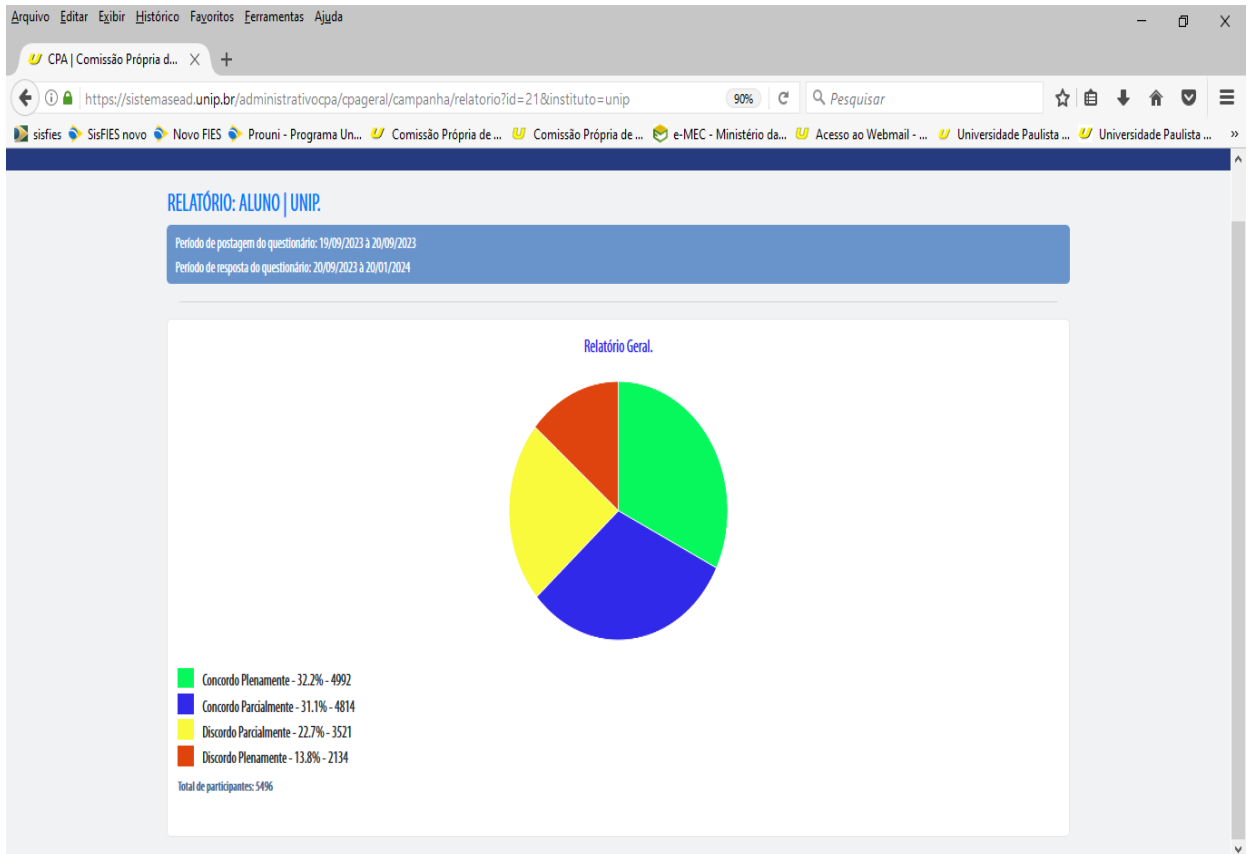 Arquivo Editar Exibir Histórico Favoritos Ferramentas Ajuda
CPA | Comissão Própria d...
https://sistemasead.unip.br/administrativocpa/cpageral/campanha/relatorio?id=21&instituto=unip 90% Pesquisar
sisfies SisFIES novo Novo FIES Prouni - Programa Un... Comissão Própria de ... Comissão Própria de ... e-MEC - Ministério da... Acesso ao Webmail - ... Universidade Paulista ... Universidade Paulista ... »
RELATÓRIO: ALUNO | UNIP.
Período de postagem do questionário: 19/09/2023 à 20/09/2023
Período de resposta do questionário: 20/09/2023 à 20/01/2024
Relatório Geral.
Concordo Plenamente - 32.2% - 4992
Concordo Parcialmente - 31.1% - 4814
Discordo Parcialmente - 22.7% - 3521
Discordo Plenamente - 13.8% - 2134
Total de participantes: 5496